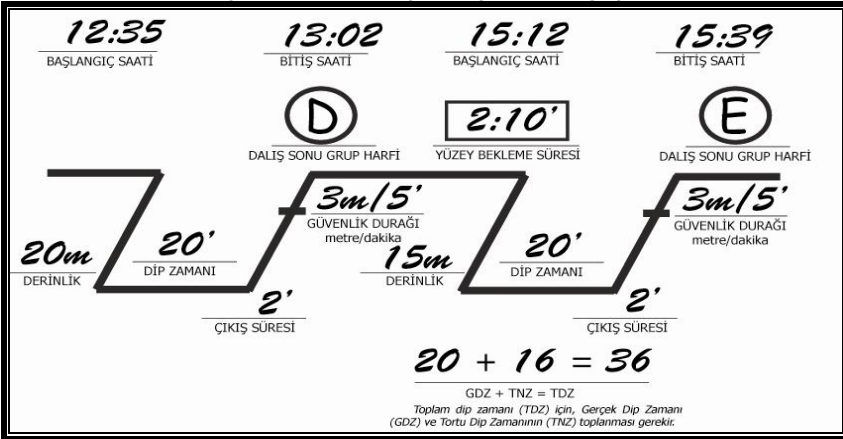 12:35
BAŞLANGIÇ SAATİ
13:02
BİTİŞ SAATİ
15:12
BAŞLANGIÇ SAATİ
15:39
BİTİŞ SAATİ
D
DALIŞ SONU GRUP HARFİ
2:10'
YÜZEY BEKLEME SÜRESİ
E
DALIŞ SONU GRUP HARFİ
20m
DERİNLİK
20'
DİP ZAMANI
2'
ÇIKIŞ SÜRESİ
3m/5'
GÜVENLİK DURAĞI
metre/dakika
15m
DERİNLİK
20'
DİP ZAMANI
2'
ÇIKIŞ SÜRESİ
3m/5'
GÜVENLİK DURAĞI
metre/dakika
20 + 16 = 36
GDZ + TNZ = TDZ
Toplam dip zamanı (TDZ) için, Gerçek Dip Zamanı
(GDZ) ve Tortu Dip Zamanının (TNZ) toplanması gerekir.